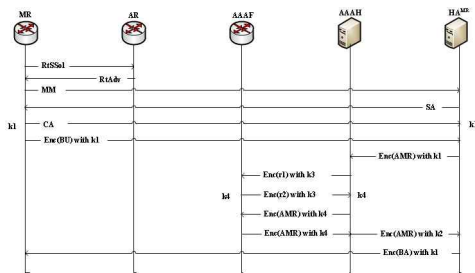 MR AR AAAF AAAH HAᴹᴿ
RtSSol
RtAdv
MM
SA
k1 CA k1
Enc(BU) with k1
Enc(AMR) with k1
Enc(r1) with k3
k4 Enc(r2) with k3 k4
Enc(AMR) with k4
Enc(AMR) with k4 Enc(AMR) with k2
Enc(BA) with k1